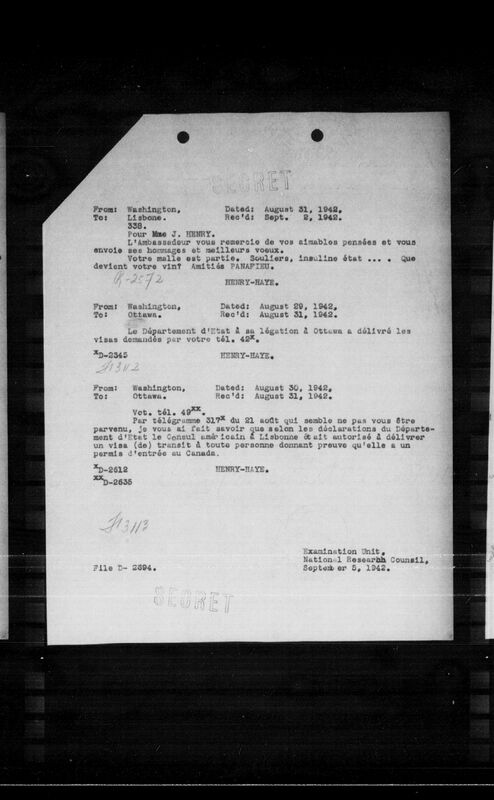 SECRET
From: Washington, Dated: August 31, 1942.
To: Lisbone. Rec'd: Sept. 2, 1942.
338.
Pour Mme J. HENRY.
L'Ambassadeur vous remercie de vos aimables pensées et vous
envoie ses hommages et meilleurs voeux.
Votre malle est partie. Souliers, insuline état ... . Que
devient votre vin? Amitiés PANAFIEU.
R-2572 HENRY-HAYE.
From: Washington, Dated: August 29, 1942.
To: Ottawa. Rec'd: August 31, 1942.
Le Département d'Etat à sa légation à Ottawa a délivré les
visas demandés par votre tél. 42x.
xD-2345 HENRY-HAYE.
From: Washington, Dated: August 30, 1942.
To: Ottawa. Rec'd: August 31, 1942.
Vot. tél. 49xx.
Par télégramme 317x du 21 août qui semble ne pas vous être
parvenu, je vous ai fait savoir que selon les déclarations du Départe-
ment d'Etat le Consul américain à Lisbonne était autorisé à délivrer
un visa (de) transit à toute personne donnant preuve qu'elle a un
permis d'entrée au Canada.
xD-2612 HENRY-HAYE.
xxD-2635
Examination Unit,
National Research Council,
File D- 2694. September 5, 1942.
SECRET